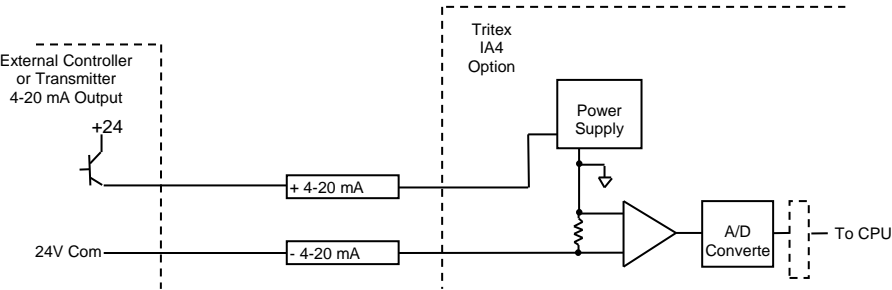 Tritex
IA4
Option
External Controller
or Transmitter
4-20 mA Output
+24
Power
Supply
+ 4-20 mA
24V Com
- 4-20 mA
A/D
Converte
To CPU